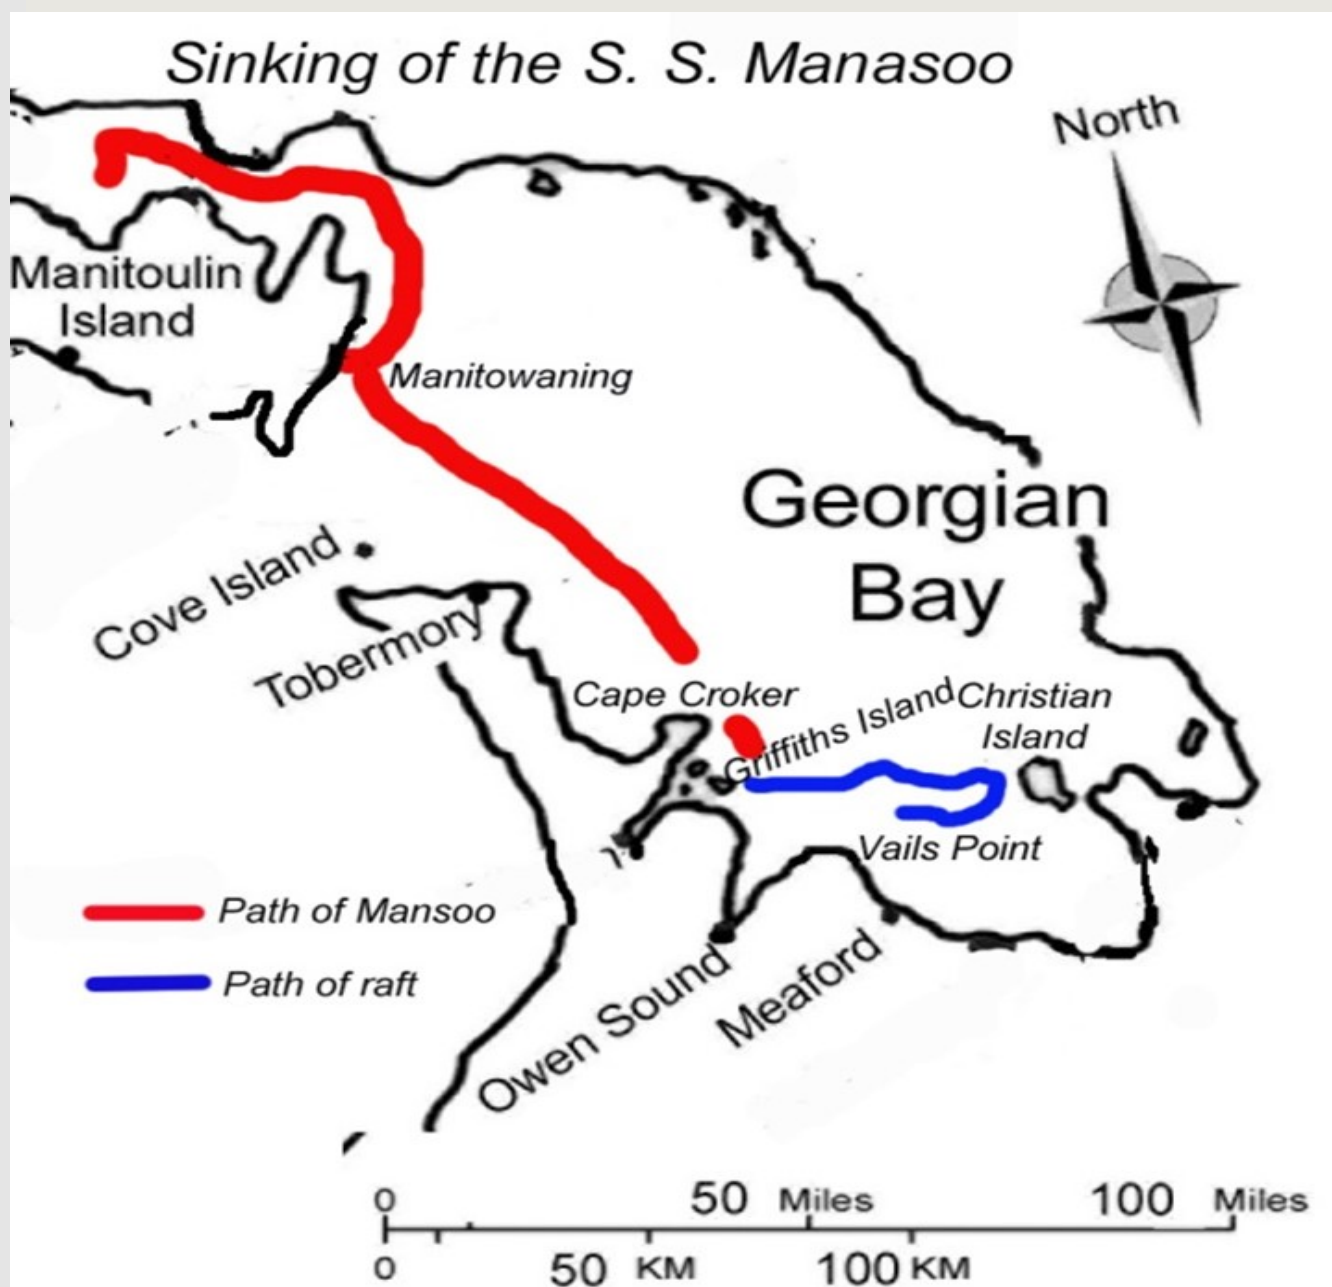 Sinking of the S. S. Manasoo
North
Manitoulin
Island
Manitowaning
Georgian
Bay
Cove Island
Tobermory
Cape Croker
Griffiths Island
Christian
Island
Vails Point
Path of Mansoo
Path of raft
Owen Sound
Meaford
0 50 Miles 100 Miles
0 50 KM 100 KM